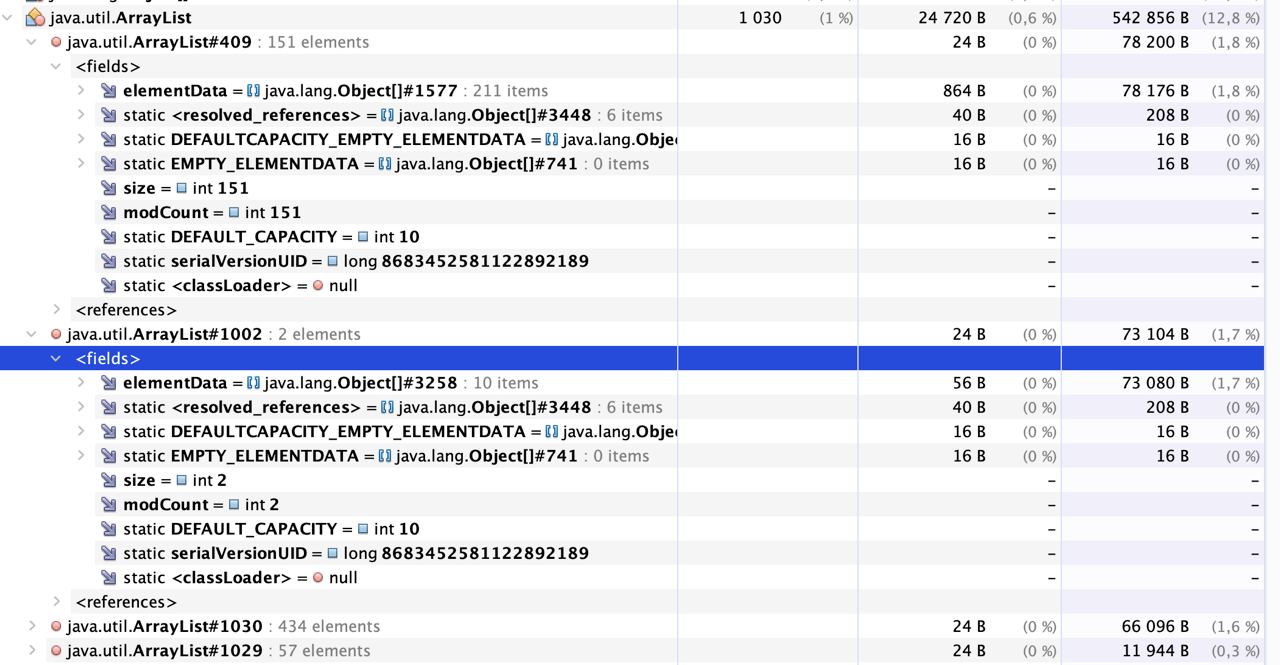 java.util.ArrayList 1 030 (1 %) 24 720 B (0,6 %) 542 856 B (12,8 %)
java.util.ArrayList#409 : 151 elements 24 B (0 %) 78 200 B (1,8 %)
<fields>
elementData = java.lang.Object[]#1577 : 211 items 864 B (0 %) 78 176 B (1,8 %)
static <resolved_references> = java.lang.Object[]#3448 : 6 items 40 B (0 %) 208 B (0 %)
static DEFAULTCAPACITY_EMPTY_ELEMENTDATA = java.lang.Obje 16 B (0 %) 16 B (0 %)
static EMPTY_ELEMENTDATA = java.lang.Object[]#741 : 0 items 16 B (0 %) 16 B (0 %)
size = int 151 – –
modCount = int 151 – –
static DEFAULT_CAPACITY = int 10 – –
static serialVersionUID = long 8683452581122892189 – –
static <classLoader> = null – –
<references>
java.util.ArrayList#1002 : 2 elements 24 B (0 %) 73 104 B (1,7 %)
<fields>
elementData = java.lang.Object[]#3258 : 10 items 56 B (0 %) 73 080 B (1,7 %)
static <resolved_references> = java.lang.Object[]#3448 : 6 items 40 B (0 %) 208 B (0 %)
static DEFAULTCAPACITY_EMPTY_ELEMENTDATA = java.lang.Obje 16 B (0 %) 16 B (0 %)
static EMPTY_ELEMENTDATA = java.lang.Object[]#741 : 0 items 16 B (0 %) 16 B (0 %)
size = int 2 – –
modCount = int 2 – –
static DEFAULT_CAPACITY = int 10 – –
static serialVersionUID = long 8683452581122892189 – –
static <classLoader> = null – –
<references>
java.util.ArrayList#1030 : 434 elements 24 B (0 %) 66 096 B (1,6 %)
java.util.ArrayList#1029 : 57 elements 24 B (0 %) 11 944 B (0,3 %)